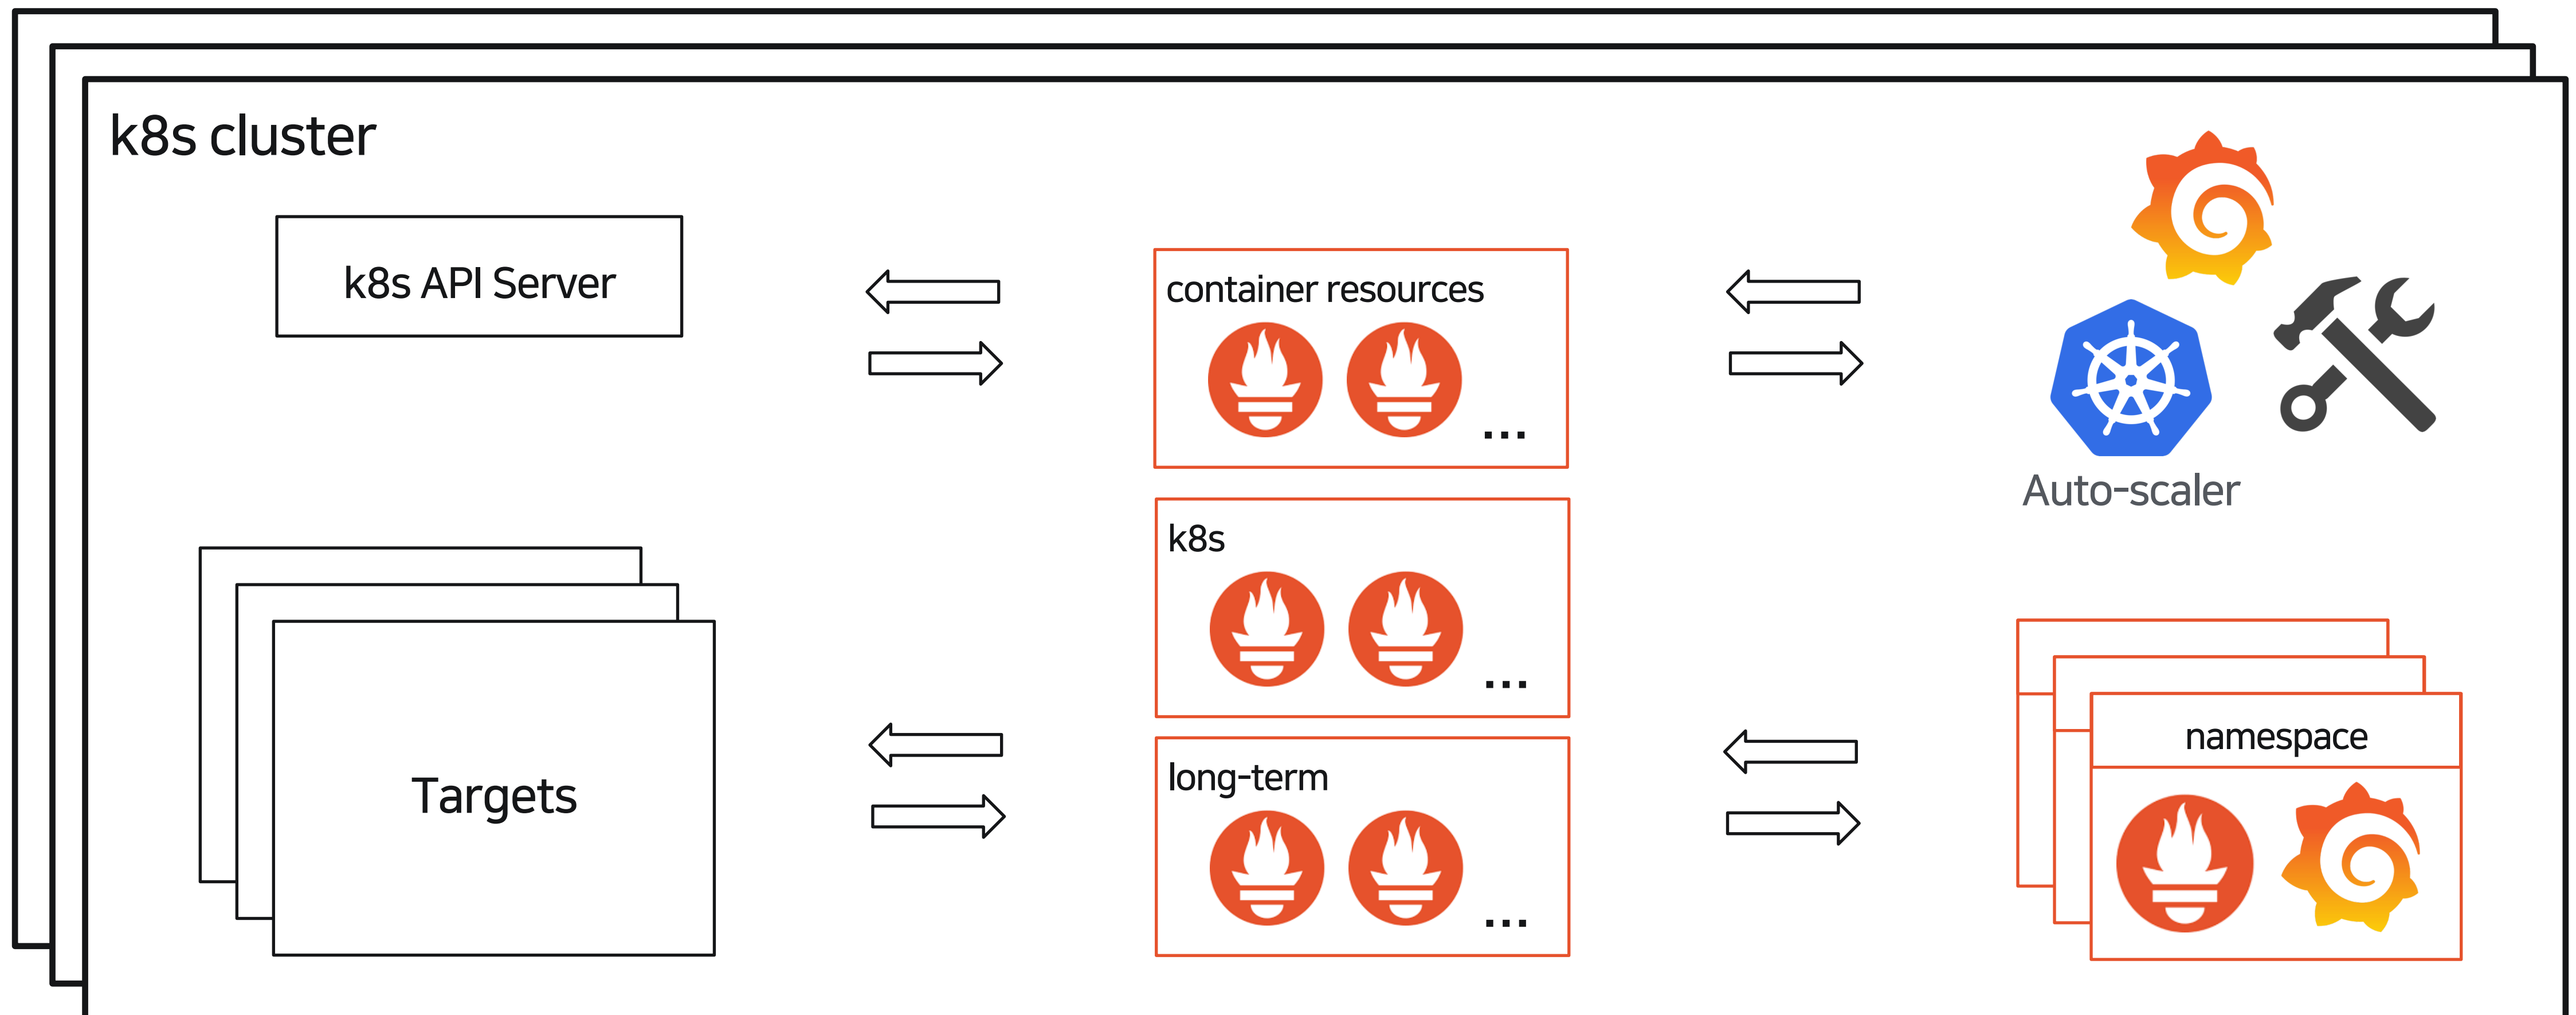 k8s cluster
k8s API Server
container resources
...
Auto-scaler
k8s
...
Targets
long-term
...
namespace